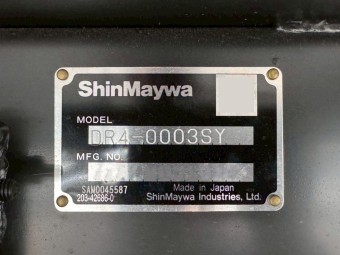 ShinMaywa
MODEL
DR4-0003SY
MFG. NO.
SAM0045587
Made in Japan
203-42686-0
ShinMaywa Industries, Ltd.